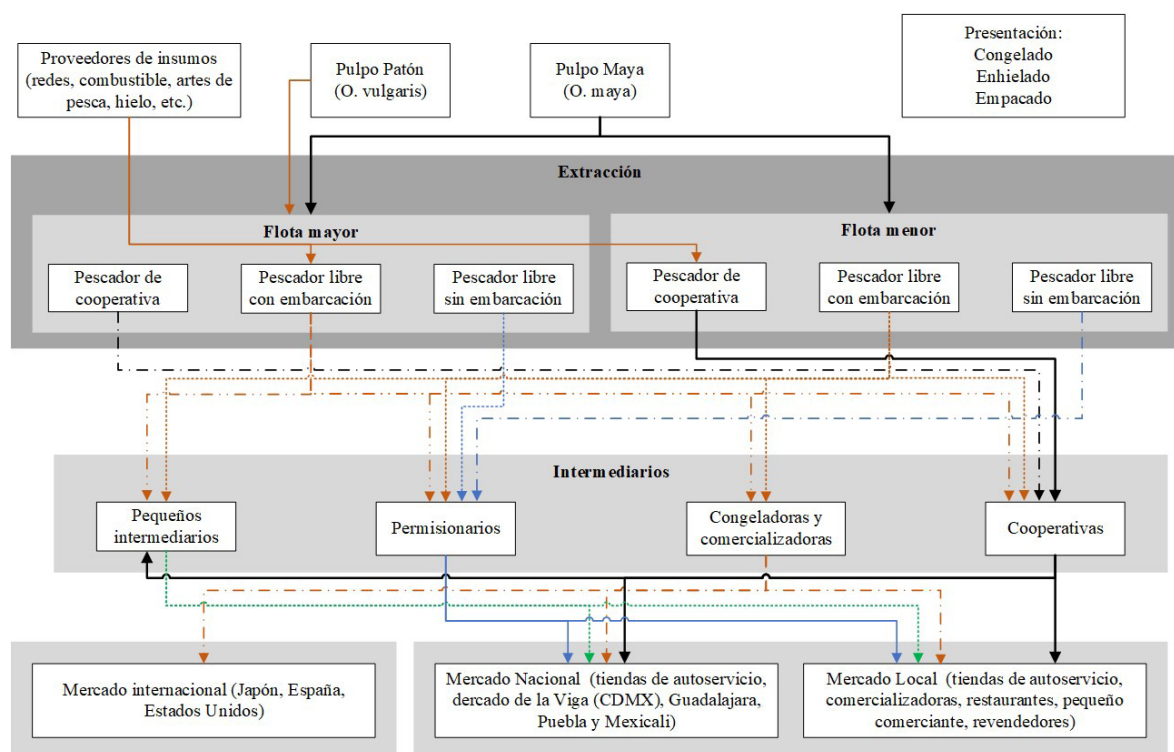 Proveedores de insumos
(redes, combustible, artes de
pesca, hielo, etc.)
Pulpo Patón
(O. vulgaris)
Pulpo Maya
(O. maya)
Presentación:
Congelado
Enhielado
Empacado
Extracción
Flota mayor
Flota menor
Pescador de
cooperativa
Pescador libre
con embarcación
Pescador libre
sin embarcación
Pescador de
cooperativa
Pescador libre
con embarcación
Pescador libre
sin embarcación
Intermediarios
Pequeños
intermediarios
Permisionarios
Congeladoras y
comercializadoras
Cooperativas
Mercado internacional (Japón, España,
Estados Unidos)
Mercado Nacional (tiendas de autoservicio,
dercado de la Viga (CDMX), Guadalajara,
Puebla y Mexicali)
Mercado Local (tiendas de autoservicio,
comercializadoras, restaurantes, pequeño
comerciante, revendedores)